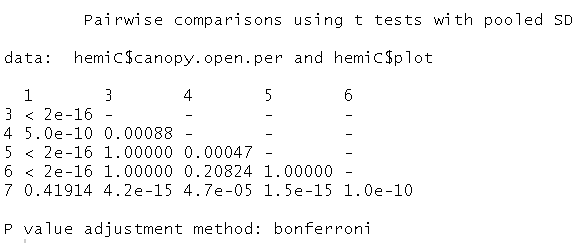 Pairwise comparisons using t tests with pooled SD
data:  hemiC$canopy.open.per and hemiC$plot
  1       3       4       5       6
3 < 2e-16 -       -       -       -
4 5.0e-10 0.00088 -       -       -
5 < 2e-16 1.00000 0.00047 -       -
6 < 2e-16 1.00000 0.20824 1.00000 -
7 0.41914 4.2e-15 4.7e-05 1.5e-15 1.0e-10
P value adjustment method: bonferroni